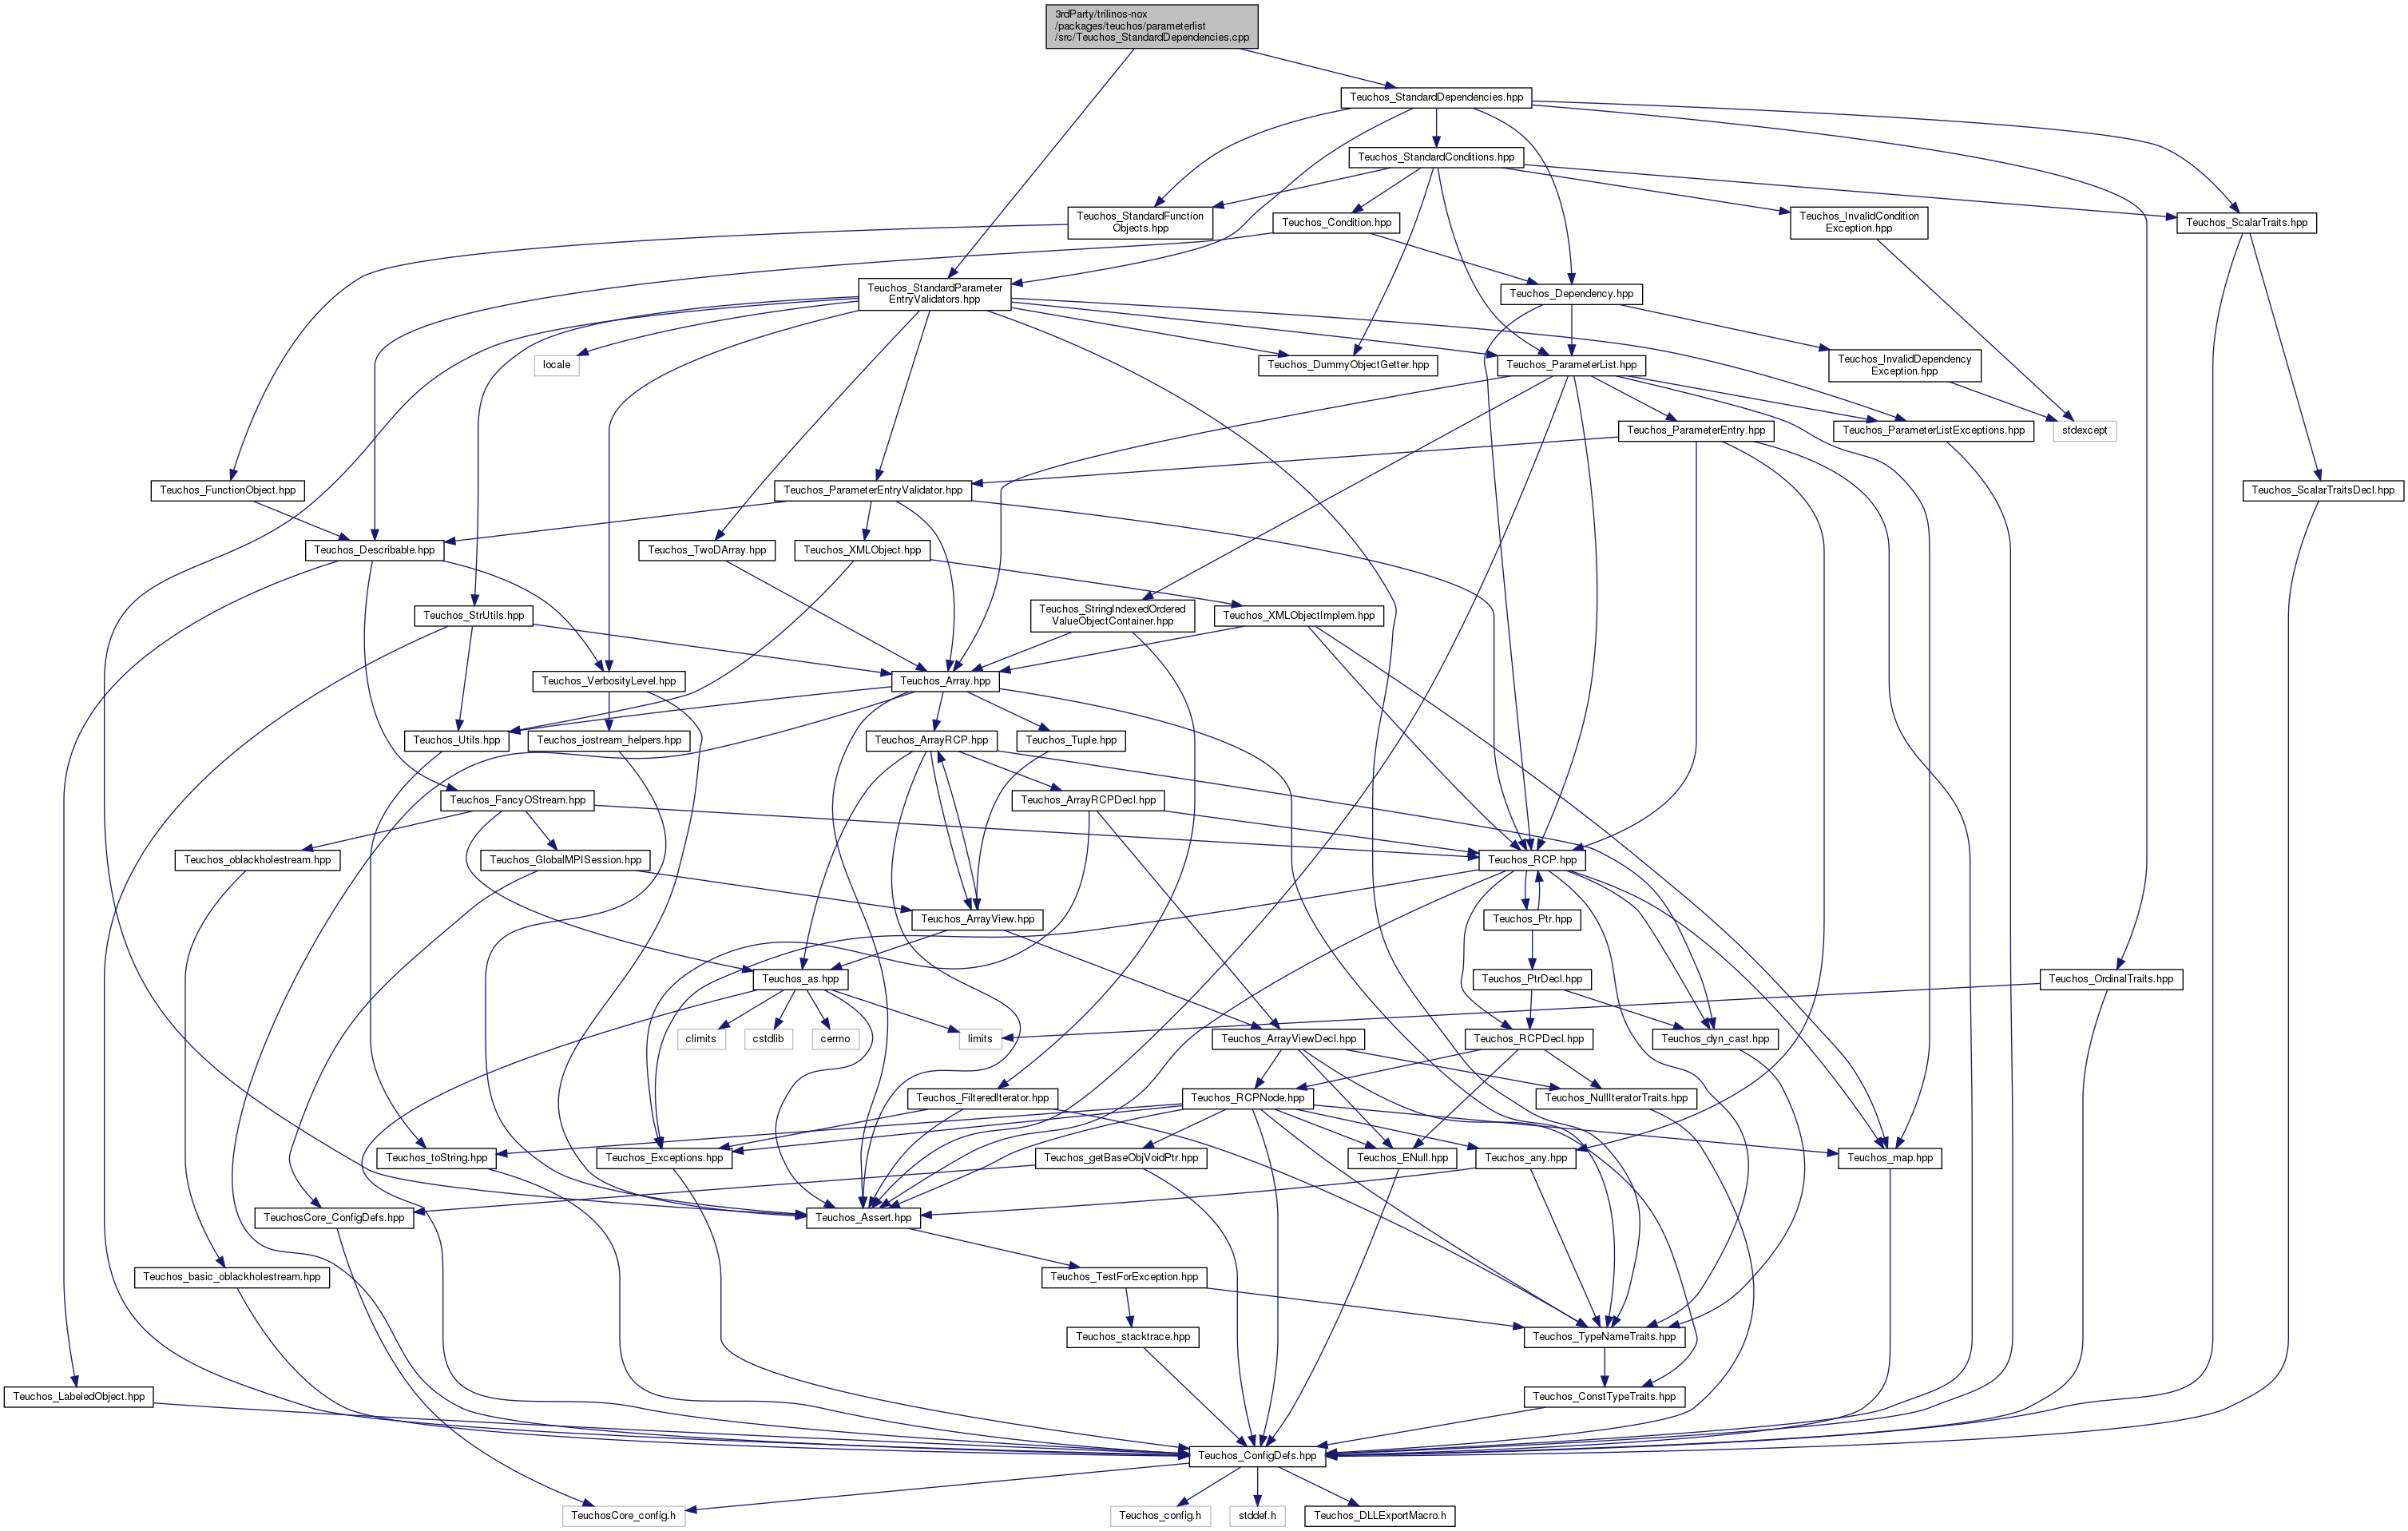 3rdParty/trilinos-nox
/packages/teuchos/parameterlist
/src/Teuchos_StandardDependencies.cpp
Teuchos_StandardDependencies.hpp
Teuchos_StandardConditions.hpp
Teuchos_StandardFunction
Objects.hpp
Teuchos_Condition.hpp
Teuchos_InvalidCondition
Exception.hpp
Teuchos_ScalarTraits.hpp
Teuchos_StandardParameter
EntryValidators.hpp
Teuchos_Dependency.hpp
locale
Teuchos_DummyObjectGetter.hpp
Teuchos_ParameterList.hpp
Teuchos_InvalidDependency
Exception.hpp
Teuchos_ParameterEntry.hpp
Teuchos_ParameterListExceptions.hpp
stdexcept
Teuchos_FunctionObject.hpp
Teuchos_ParameterEntryValidator.hpp
Teuchos_ScalarTraitsDecl.hpp
Teuchos_Describable.hpp
Teuchos_TwoDArray.hpp
Teuchos_XMLObject.hpp
Teuchos_StrUtils.hpp
Teuchos_StringIndexedOrdered
ValueObjectContainer.hpp
Teuchos_XMLObjectImplem.hpp
Teuchos_VerbosityLevel.hpp
Teuchos_Array.hpp
Teuchos_Utils.hpp
Teuchos_iostream_helpers.hpp
Teuchos_ArrayRCP.hpp
Teuchos_Tuple.hpp
Teuchos_FancyOStream.hpp
Teuchos_ArrayRCPDecl.hpp
Teuchos_oblackholestream.hpp
Teuchos_GlobalMPISession.hpp
Teuchos_RCP.hpp
Teuchos_ArrayView.hpp
Teuchos_Ptr.hpp
Teuchos_as.hpp
Teuchos_PtrDecl.hpp
Teuchos_OrdinalTraits.hpp
climits
cstdlib
cerrno
limits
Teuchos_ArrayViewDecl.hpp
Teuchos_RCPDecl.hpp
Teuchos_dyn_cast.hpp
Teuchos_FilteredIterator.hpp
Teuchos_RCPNode.hpp
Teuchos_NullIteratorTraits.hpp
Teuchos_toString.hpp
Teuchos_Exceptions.hpp
Teuchos_getBaseObjVoidPtr.hpp
Teuchos_ENull.hpp
Teuchos_any.hpp
Teuchos_map.hpp
TeuchosCore_ConfigDefs.hpp
Teuchos_Assert.hpp
Teuchos_basic_oblackholestream.hpp
Teuchos_TestForException.hpp
Teuchos_stacktrace.hpp
Teuchos_TypeNameTraits.hpp
Teuchos_LabeledObject.hpp
Teuchos_ConstTypeTraits.hpp
Teuchos_ConfigDefs.hpp
TeuchosCore_config.h
Teuchos_config.h
stddef.h
Teuchos_DLLExportMacro.h